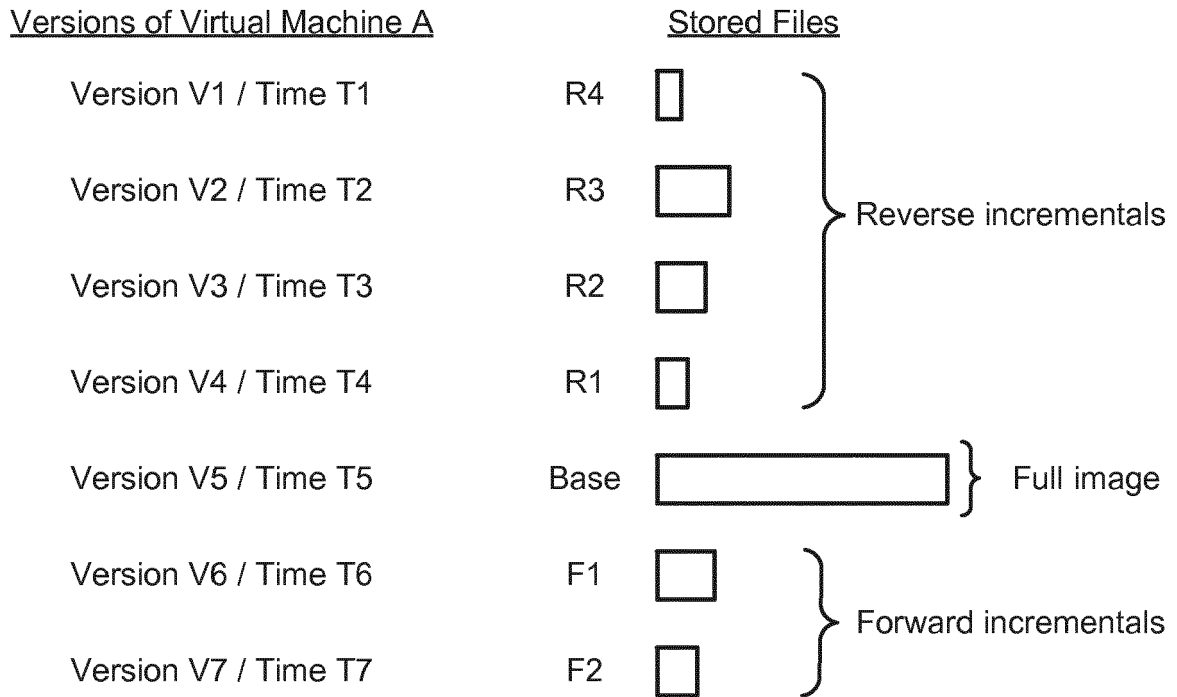 Versions of Virtual Machine A Stored Files
Version V1 / Time T1 R4
Version V2 / Time T2 R3
Reverse incrementals
Version V3 / Time T3 R2
Version V4 / Time T4 R1
Version V5 / Time T5 Base Full image
Version V6 / Time T6 F1
Forward incrementals
Version V7 / Time T7 F2